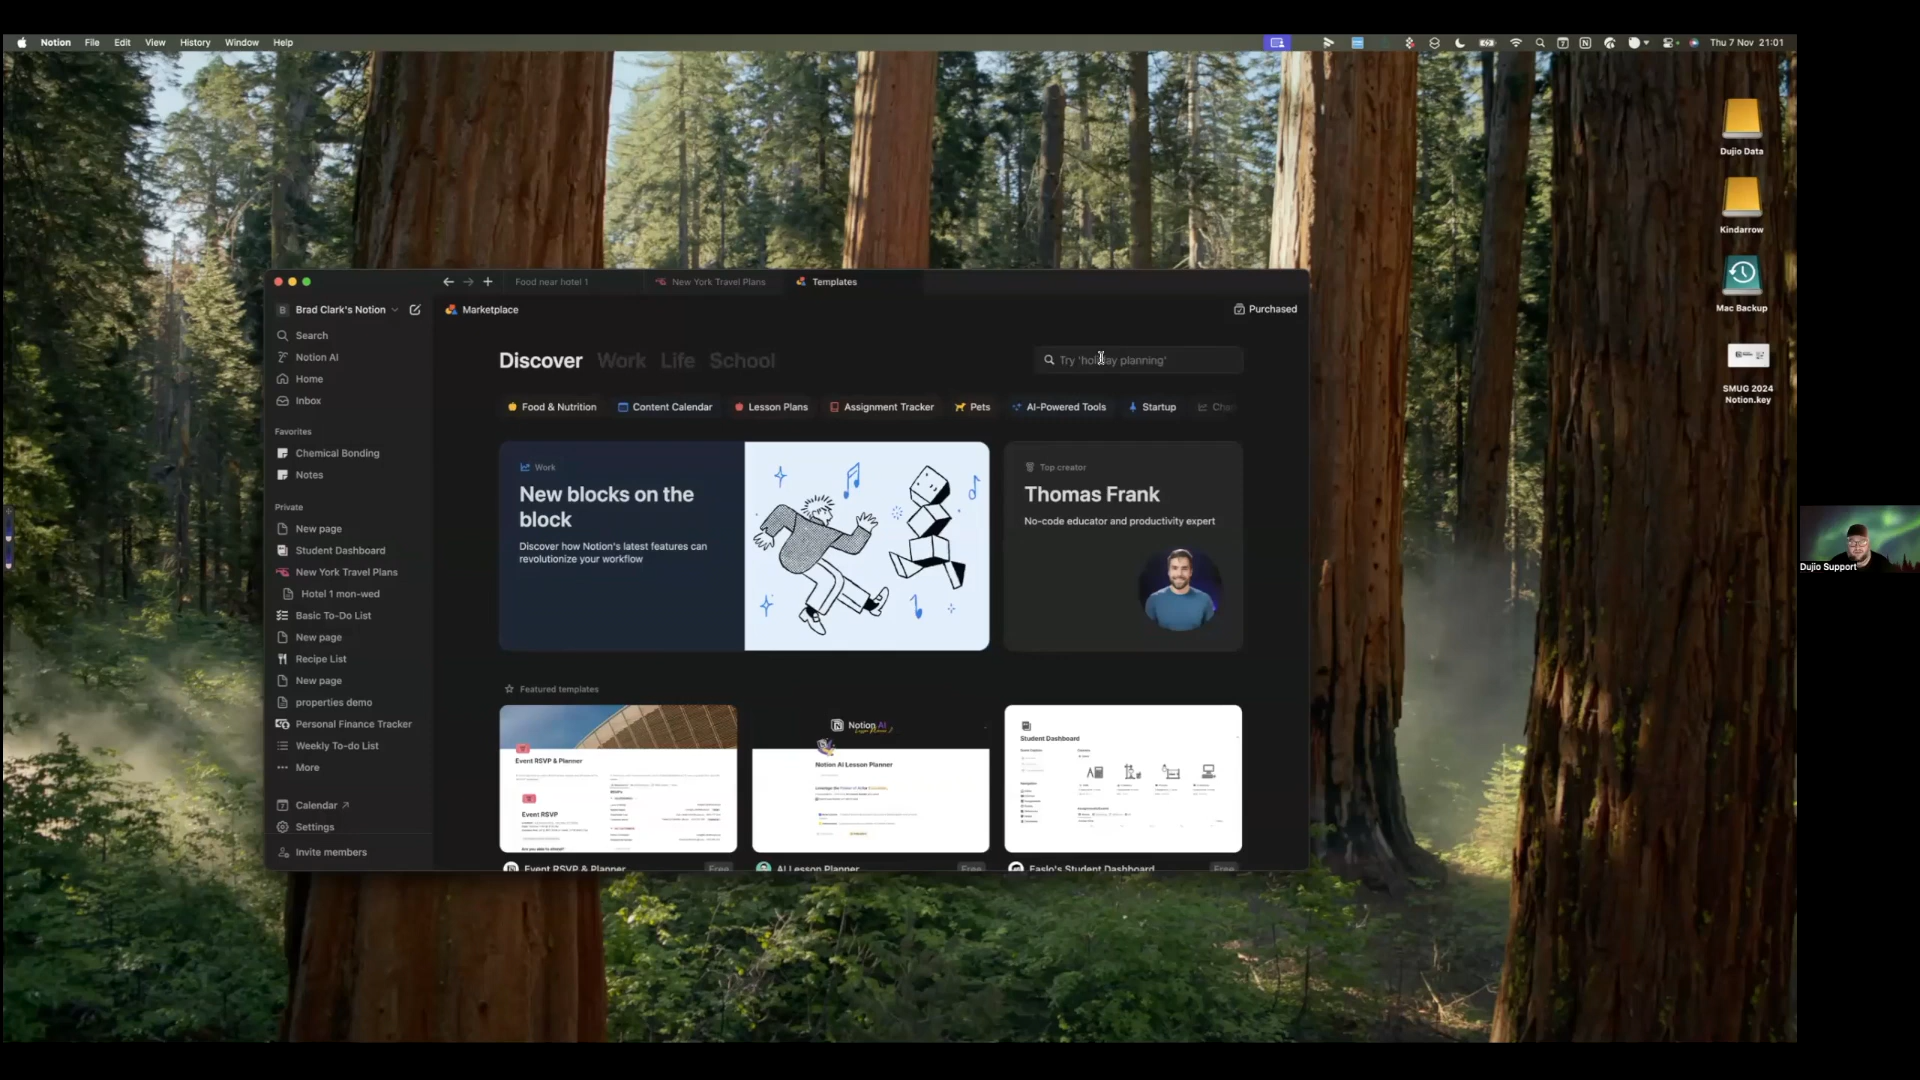 Notion File Edit View History Window Help
Thu 7 Nov 21:01
Dujio Data
Kindarrow
Mac Backup
SMUG 2024
Notion.key
Dujio Support
Food near hotel 1
New York Travel Plans
Templates
B Brad Clark's Notion
Search
Notion AI
Home
Inbox
Favorites
Chemical Bonding
Notes
Private
New page
Student Dashboard
New York Travel Plans
Hotel 1 mon-wed
Basic To-Do List
New page
Recipe List
New page
properties demo
Personal Finance Tracker
Weekly To-do List
More
Calendar
Settings
Invite members
Marketplace
Purchased
Discover Work Life School
Try 'holiday planning'
Food & Nutrition
Content Calendar
Lesson Plans
Assignment Tracker
Pets
AI-Powered Tools
Startup
Work
New blocks on the
block
Discover how Notion's latest features can
revolutionize your workflow
Top creator
Thomas Frank
No-code educator and productivity expert
Featured templates
Event RSVP & Planner
Event RSVP
Notion AI
Notion AI Lesson Planner
Student Dashboard
Event RSVP & Planner Free
AI Lesson Planner Free
Easlo's Student Dashboard Free